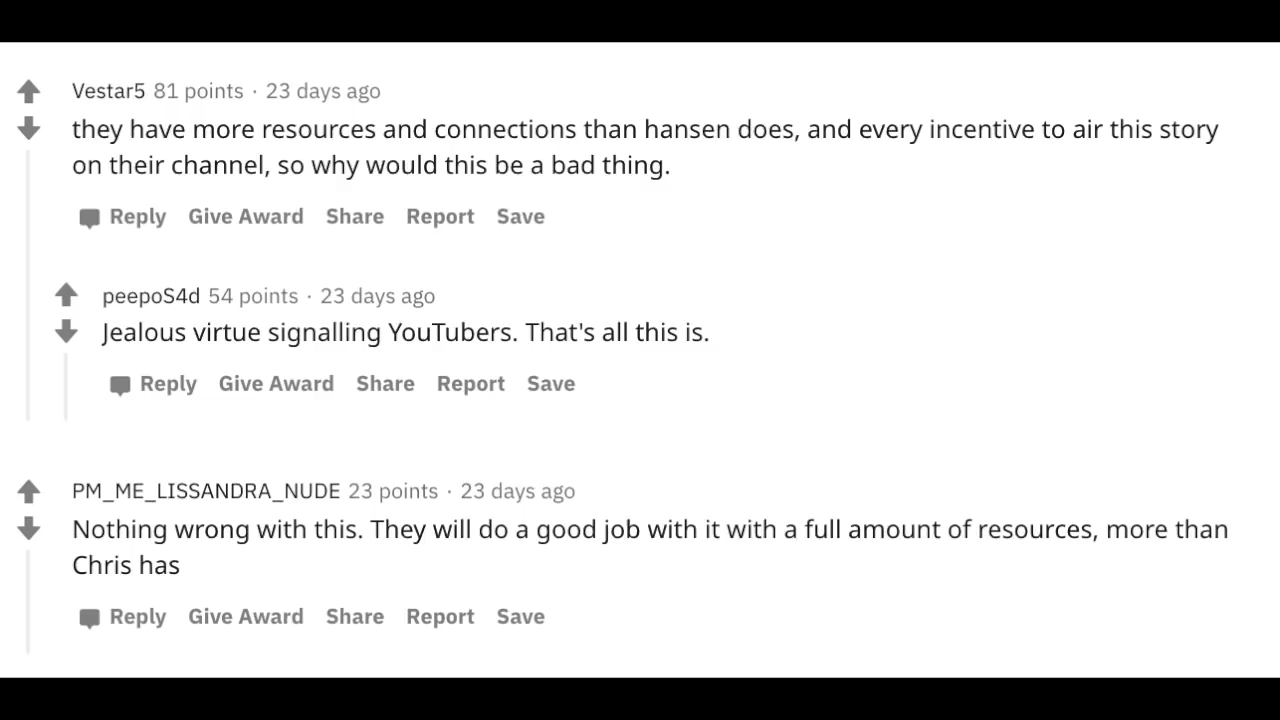 Vestar5 81 points · 23 days ago
they have more resources and connections than hansen does, and every incentive to air this story
on their channel, so why would this be a bad thing.
Reply Give Award Share Report Save
peepoS4d 54 points · 23 days ago
Jealous virtue signalling YouTubers. That's all this is.
Reply Give Award Share Report Save
PM_ME_LISSANDRA_NUDE 23 points · 23 days ago
Nothing wrong with this. They will do a good job with it with a full amount of resources, more than
Chris has
Reply Give Award Share Report Save